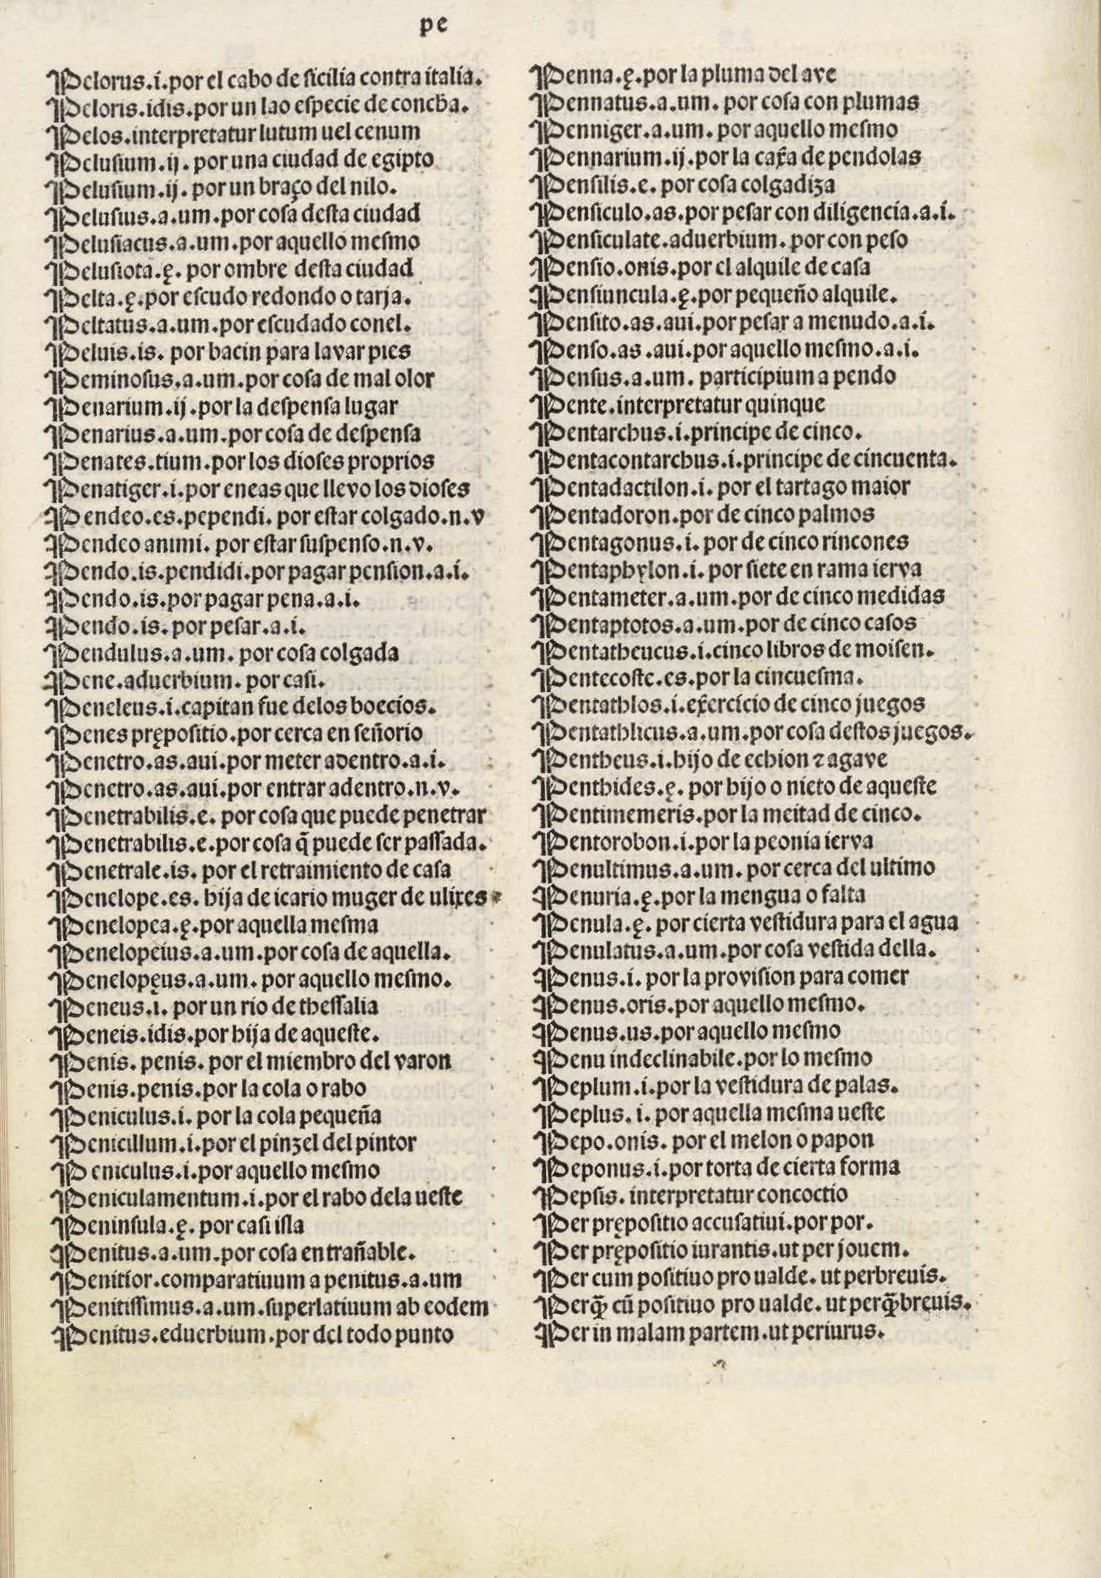 pe
¶Pelorus.i.por el cabo de sicilia contra italia.
¶Peloris.idis.por un lao especie de concha.
¶Pelos.interpretatur lutum uel cenum
¶Pelusium.ij.por una ciudad de egipto
¶Pelusium.ij.por un braço del nilo.
¶Pelusius.a.um.por cosa desta ciudad
¶Pelusiacus.a.um.por aquello mesmo
¶Pelusiota.ę.por ombre desta ciudad
¶Pelta.ę.por escudo redondo o tarja.
¶Peltatus.a.um.por escudado conel.
¶Peluis.is. por bacin para lavar pies
¶Peminosus.a.um.por cosa de mal olor
¶Penarium.ij.por la despensa lugar
¶Penarius.a.um.por cosa de despensa
¶Penates.tium.por los dioses proprios
¶Penatiger.i.por eneas que llevo los dioses
¶Pendeo.es.pependi. por estar colgado.n.v
¶Pendeo animi. por estar suspenso.n.v.
¶Pendo.is.pendidi.por pagar pension.a.i.
¶Pendo.is.por pagar pena.a.i.
¶Pendo.is.por pesar.a.i.
¶Pendulus.a.um. por cosa colgada
¶Pene.aduerbium. por casi.
¶Peneleus.i.capitan fue delos boecios.
¶Penes prępositio.por cerca en señorio
¶Penetro.as.aui.por meter adentro.a.i.
¶Penetro.as.aui.por entrar adentro.n.v.
¶Penetrabilis.e. por cosa que puede penetrar
¶Penetrabilis.e.por cosa q̃ puede ser passada.
¶Penetrale.is. por el retraimiento de casa
¶Penelope.es. hija de icario muger de ulixes
¶Penelopea.ę.por aquella mesma
¶Penelopeius.a.um.por cosa de aquella.
¶Penelopęus.a.um. por aquello mesmo.
¶Peneus.i. por un rio de thessalia
¶Peneis.idis.por hija de aqueste.
¶Penis. penis. por el miembro del varon
¶Penis.penis.por la cola o rabo
¶Peniculus.i. por la cola pequeña
¶Penicillum.i.por el pinzel del pintor
¶Peniculus.i.por aquello mesmo
¶Peniculamentum.i.por el rabo dela ueste
¶Peninsula.ę. por casi isla
¶Penitus.a.um.por cosa entrañable.
¶Penitior.comparatiuum a penitus.a.um
¶Penitissimus.a.um.superlatiuum ab eodem
¶Penitus.eduerbium.por del todo punto
¶Penna.ę.por la pluma del ave
¶Pennatus.a.um. por cosa con plumas
¶Penniger.a.um. por aquello mesmo
¶Pennarium.ij.por la caxa de pendolas
¶Pensilis.e. por cosa colgadiza
¶Pensiculo.as.por pesar con diligencia.a.i.
¶Pensiculate.aduerbium.por con peso
¶Pensio.onis.por el alquile de casa
¶Pensiuncula.ę.por pequeño alquile.
¶Pensito.as.aui.por pesar a menudo.a.i.
¶Penso.as.aui.por aquello mesmo.a.i.
¶Pensus.a.um. participium a pendo
¶Pente.interpretatur quinque
¶Pentarchus.i.principe de cinco.
¶Pentacontarchus.i.principe de cincuenta.
¶Pentadactilon.i. por el tartago maior
¶Pentadoron.por de cinco palmos
¶Pentagonus.i. por de cinco rincones
¶Pentaphylon.i. por siete en rama ierva
¶Pentameter.a.um.por de cinco medidas
¶Pentaptotos.a.um.por de cinco casos
¶Pentatheucus.i.cinco libros de moisen.
¶Pentecoste.es.por la cincuesma.
¶Pentathlos.i.exercicio de cinco juegos
¶Pentathlicus.a.um.por cosa destos juegos.
¶Pentheus.i.hijo de echion ⁊ agave
¶Penthides.ę. por hijo o nieto de aqueste
¶Pentimemeris.por la meitad de cinco.
¶Pentorobon.i.por la peonia ierva
¶Penultimus.a.um. por cerca del ultimo
¶Penuria.ę.por la mengua o falta
¶Penula.ę. por cierta vestidura para el agua
¶Penulatus.a.um. por cosa vestida della.
¶Penus.i. por la provision para comer
¶Penus.oris.por aquello mesmo.
¶Penus.us.por aquello mesmo
¶Penu indeclinabile.por lo mesmo
¶Peplum.i.por la vestidura de palas.
¶Peplus.i. por aquella mesma ueste
¶Pepo.onis. por el melon o papon
¶Peponus.i.por torta de cierta forma
¶Pepsis. interpretatur concoctio
¶Per prępositio accusatiui.por por.
¶Per prępositio iurantis.ut per jouem.
¶Per cum positiuo pro ualde. ut perbreuis.
¶Perq̃ cũ positiuo pro ualde.ut perq̃breuis.
¶Per in malam partem.ut periurus.